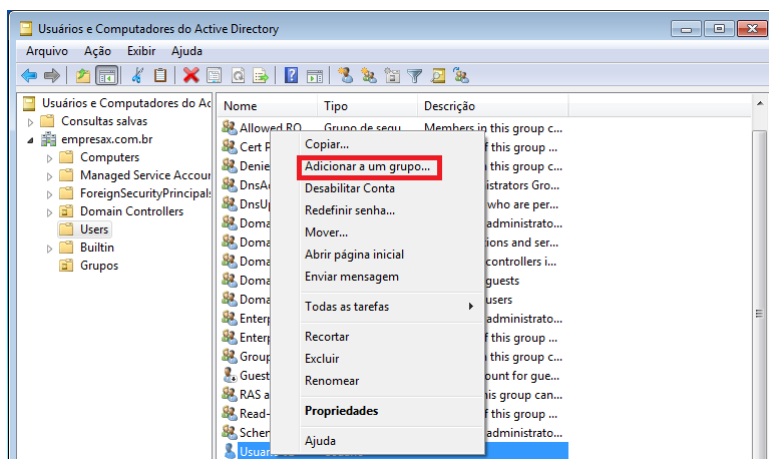 Usuários e Computadores do Active Directory
Arquivo Ação Exibir Ajuda
Usuários e Computadores do Ac
Consultas salvas
empresax.com.br
Computers
Managed Service Accour
ForeignSecurityPrincipals
Domain Controllers
Users
Builtin
Grupos
Nome Tipo Descrição
Allowed RO... Grupo de segu... Members in this group c...
Cert P f this group ...
Denie this group c...
DnsA istrators Gro...
DnsU who are per...
Doma administrato...
Doma ions and ser...
Doma controllers i...
Doma guests
Doma users
Enterp administrato...
Enterp f this group ...
Group this group c...
Guest ount for gue...
RAS a is group can...
Read- f this group ...
Schem administrato...
Copiar...
Adicionar a um grupo...
Desabilitar Conta
Redefinir senha...
Mover...
Abrir página inicial
Enviar mensagem
Todas as tarefas
Recortar
Excluir
Renomear
Propriedades
Ajuda